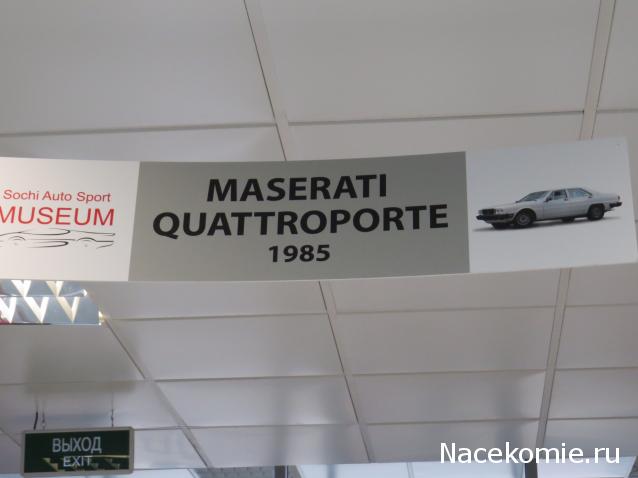 Sochi Auto Sport
MUSEUM
MASERATI
QUATTROPORTE
1985
ВЫХОД
EXIT
Nacekomie.ru